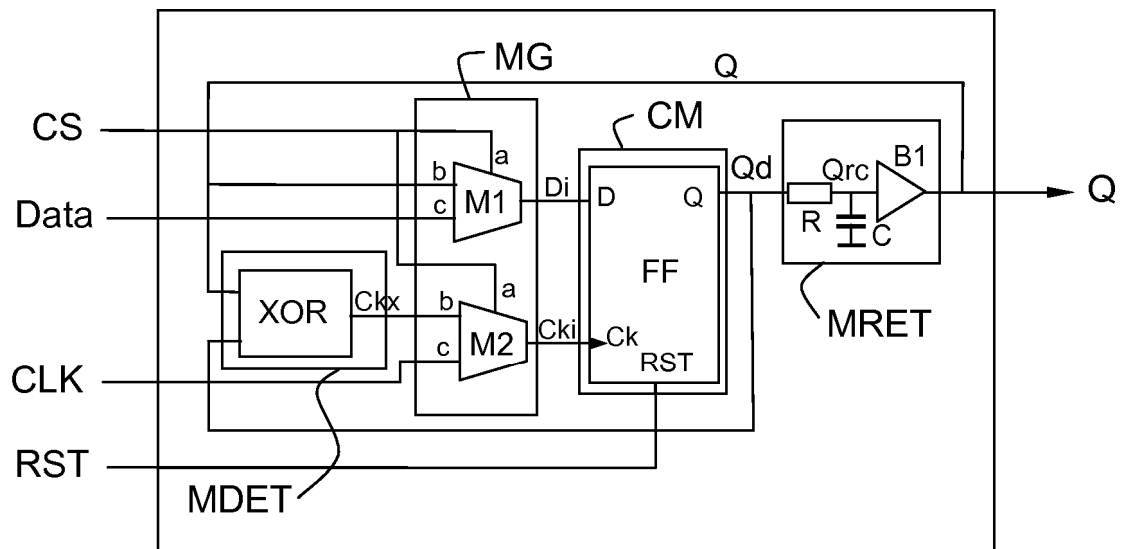 MG
Q
CS
CM
a
B1
Qd
Qrc
b
M1
Di
D
Q
Q
c
Data
R
C
FF
XOR
Ckx
a
b
MRET
M2
Cki
Ck
c
RST
CLK
RST
MDET